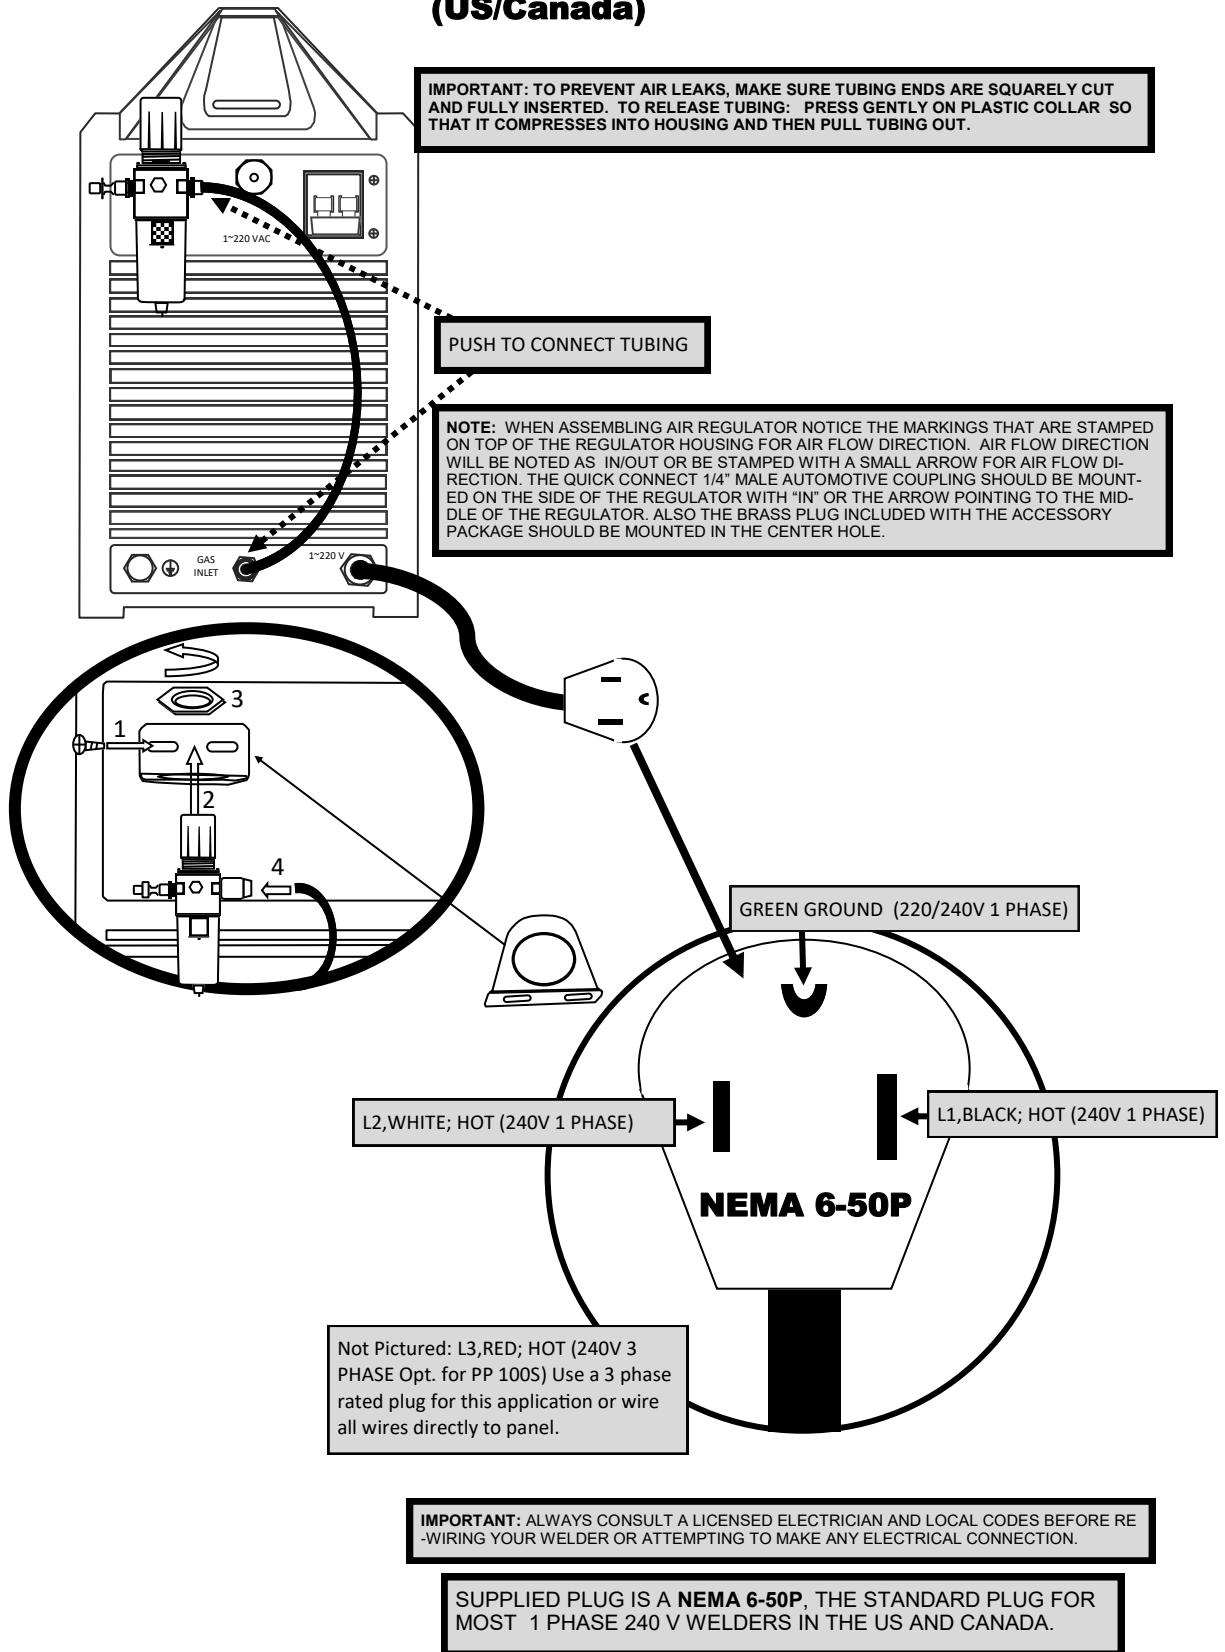 (US/Canada)
IMPORTANT: TO PREVENT AIR LEAKS, MAKE SURE TUBING ENDS ARE SQUARELY CUT
AND FULLY INSERTED. TO RELEASE TUBING: PRESS GENTLY ON PLASTIC COLLAR SO
THAT IT COMPRESSES INTO HOUSING AND THEN PULL TUBING OUT.
1~220 VAC
PUSH TO CONNECT TUBING
NOTE: WHEN ASSEMBLING AIR REGULATOR NOTICE THE MARKINGS THAT ARE STAMPED
ON TOP OF THE REGULATOR HOUSING FOR AIR FLOW DIRECTION. AIR FLOW DIRECTION
WILL BE NOTED AS IN/OUT OR BE STAMPED WITH A SMALL ARROW FOR AIR FLOW DI-
RECTION. THE QUICK CONNECT 1/4” MALE AUTOMOTIVE COUPLING SHOULD BE MOUNT-
ED ON THE SIDE OF THE REGULATOR WITH “IN” OR THE ARROW POINTING TO THE MID-
DLE OF THE REGULATOR. ALSO THE BRASS PLUG INCLUDED WITH THE ACCESSORY
PACKAGE SHOULD BE MOUNTED IN THE CENTER HOLE.
GAS
INLET
1~220 V
3
1
2
4
GREEN GROUND (220/240V 1 PHASE)
L2,WHITE; HOT (240V 1 PHASE)
L1,BLACK; HOT (240V 1 PHASE)
NEMA 6-50P
Not Pictured: L3,RED; HOT (240V 3
PHASE Opt. for PP 100S) Use a 3 phase
rated plug for this application or wire
all wires directly to panel.
IMPORTANT: ALWAYS CONSULT A LICENSED ELECTRICIAN AND LOCAL CODES BEFORE RE
-WIRING YOUR WELDER OR ATTEMPTING TO MAKE ANY ELECTRICAL CONNECTION.
SUPPLIED PLUG IS A NEMA 6-50P, THE STANDARD PLUG FOR
MOST 1 PHASE 240 V WELDERS IN THE US AND CANADA.